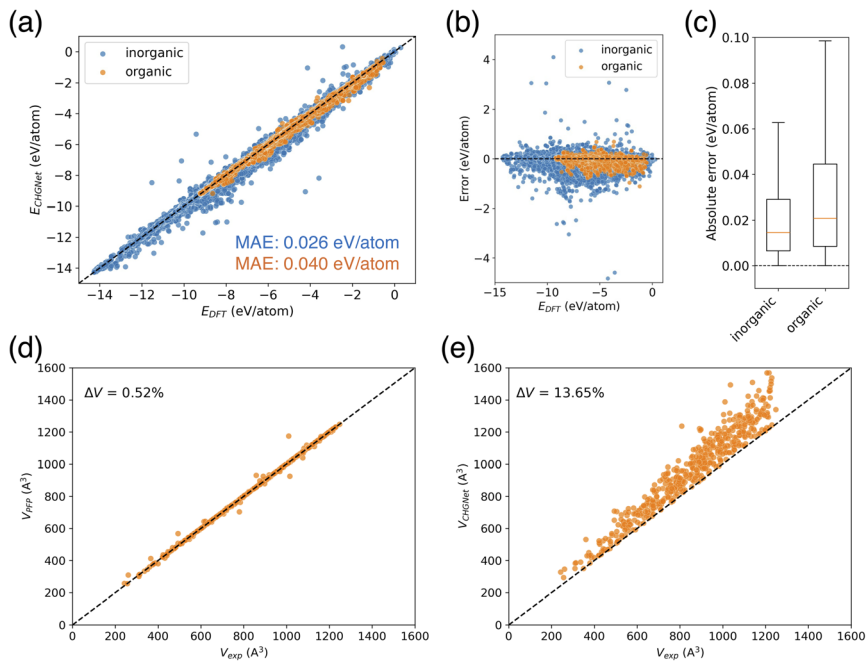 (a)
inorganic
organic
0
−2
−4
−6
−8
−10
−12
−14
E_CHGNet (eV/atom)
MAE: 0.026 eV/atom
MAE: 0.040 eV/atom
−14 −12 −10 −8 −6 −4 −2 0
E_DFT (eV/atom)
(b)
inorganic
organic
4
2
0
−2
−4
Error (eV/atom)
−15 −10 −5 0
E_DFT (eV/atom)
(c)
0.10
0.08
0.06
0.04
0.02
0.00
Absolute error (eV/atom)
inorganic
organic
(d)
ΔV = 0.52%
1600
1400
1200
1000
800
600
400
200
0
V_PFP (A³)
0 200 400 600 800 1000 1200 1400 1600
V_exp (A³)
(e)
ΔV = 13.65%
1600
1400
1200
1000
800
600
400
200
0
V_CHGNet (A³)
0 200 400 600 800 1000 1200 1400 1600
V_exp (A³)